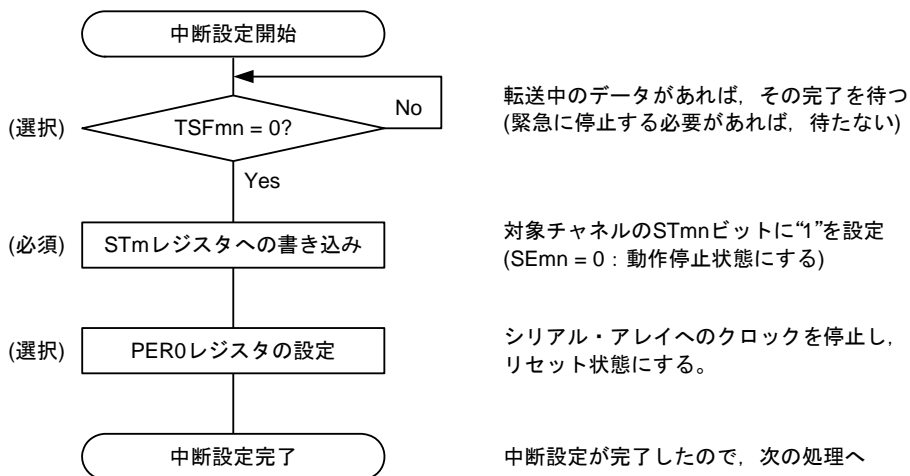 中断設定開始
No
転送中のデータがあれば，その完了を待つ
(選択)
TSFmn = 0?
(緊急に停止する必要があれば，待たない)
Yes
(必須)
STmレジスタへの書き込み
対象チャネルのSTmnビットに“1”を設定
(SEmn = 0：動作停止状態にする)
(選択)
PER0レジスタの設定
シリアル・アレイへのクロックを停止し，
リセット状態にする。
中断設定完了
中断設定が完了したので，次の処理へ